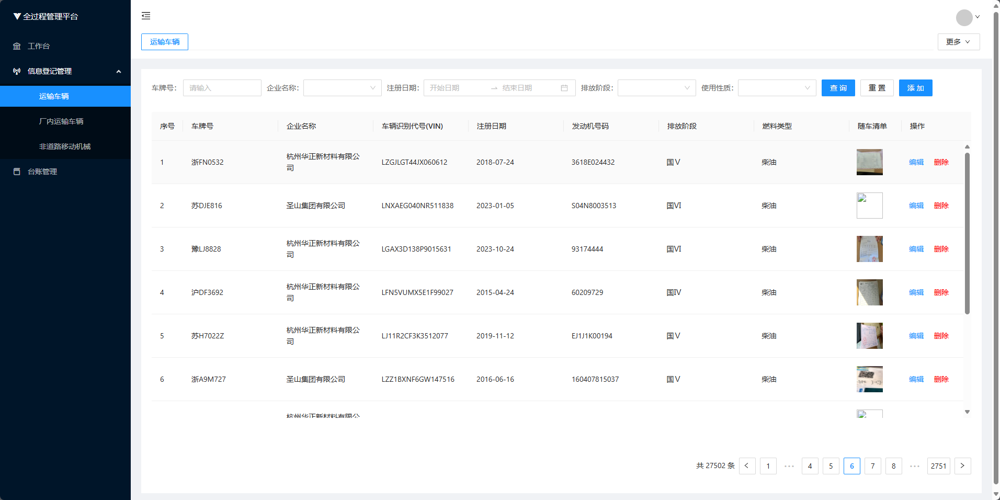 全过程管理平台
工作台
信息登记管理
运输车辆
厂内运输车辆
非道路移动机械
台账管理
运输车辆
更多
车牌号: 请输入 企业名称: 注册日期: 开始日期 结束日期 排放阶段: 使用性质: 查询 重置 添加
序号 车牌号 企业名称 车辆识别代号(VIN) 注册日期 发动机号码 排放阶段 燃料类型 随车清单 操作
1 浙FN0532 杭州华正新材料有限公
司 LZGJLGT44JX060612 2018-07-24 3618E024432 国Ⅴ 柴油 编辑 删除
2 苏DJE816 圣山集团有限公司 LNXAEG040NR511838 2023-01-05 S04N8003513 国Ⅵ 柴油 编辑 删除
3 豫LJ8828 杭州华正新材料有限公
司 LGAX3D138P9015631 2023-10-24 93174444 国Ⅵ 柴油 编辑 删除
4 沪DF3692 杭州华正新材料有限公
司 LFN5VUMX5E1F99027 2015-04-24 60209729 国Ⅳ 柴油 编辑 删除
5 苏H7022Z 杭州华正新材料有限公
司 LJ11R2CF3K3512077 2019-11-12 EJ1J1K00194 国Ⅴ 柴油 编辑 删除
6 浙A9M727 圣山集团有限公司 LZZ1BXNF6GW147516 2016-06-16 160407815037 国Ⅴ 柴油 编辑 删除
杭州华正新材料有限公
共 27502 条 1 ••• 4 5 6 7 8 ••• 2751